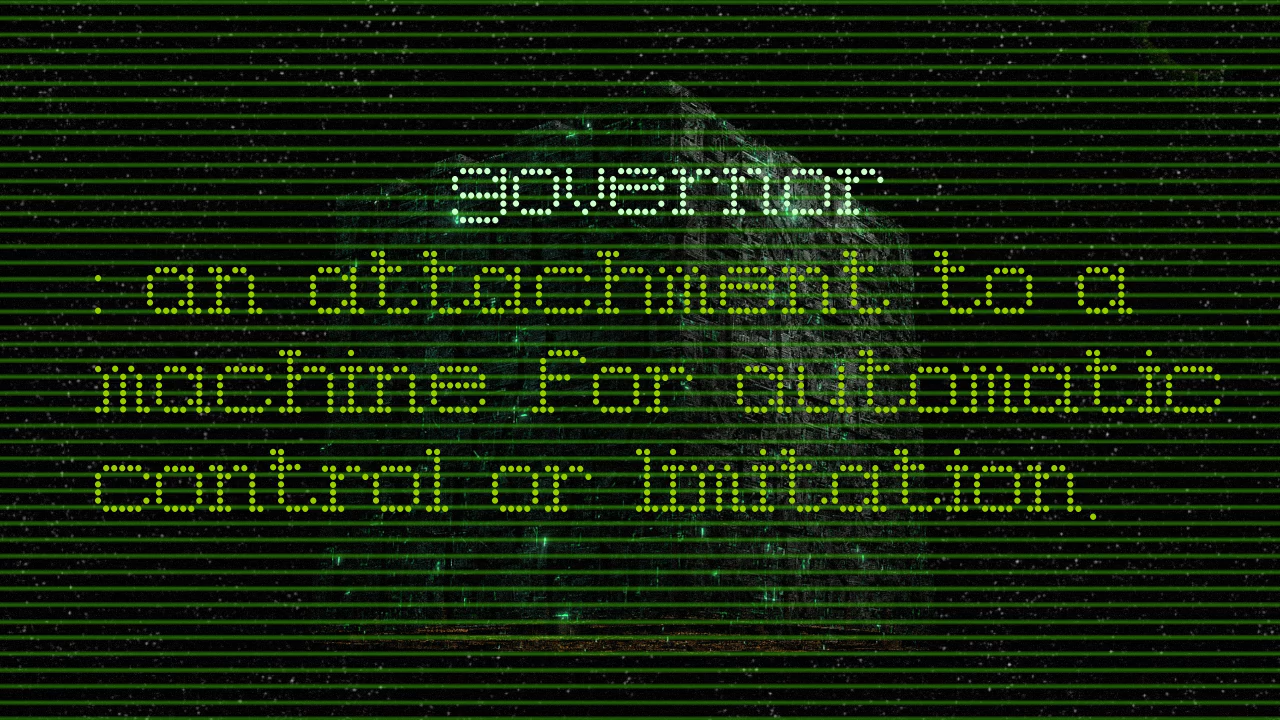 governor
: an attachment to a
machine for automatic
control or limitation.